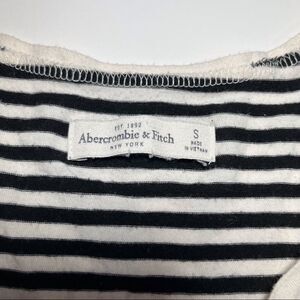 EST 1892
Abercrombie & Fitch
NEW YORK
S
MADE
IN VIETNAM